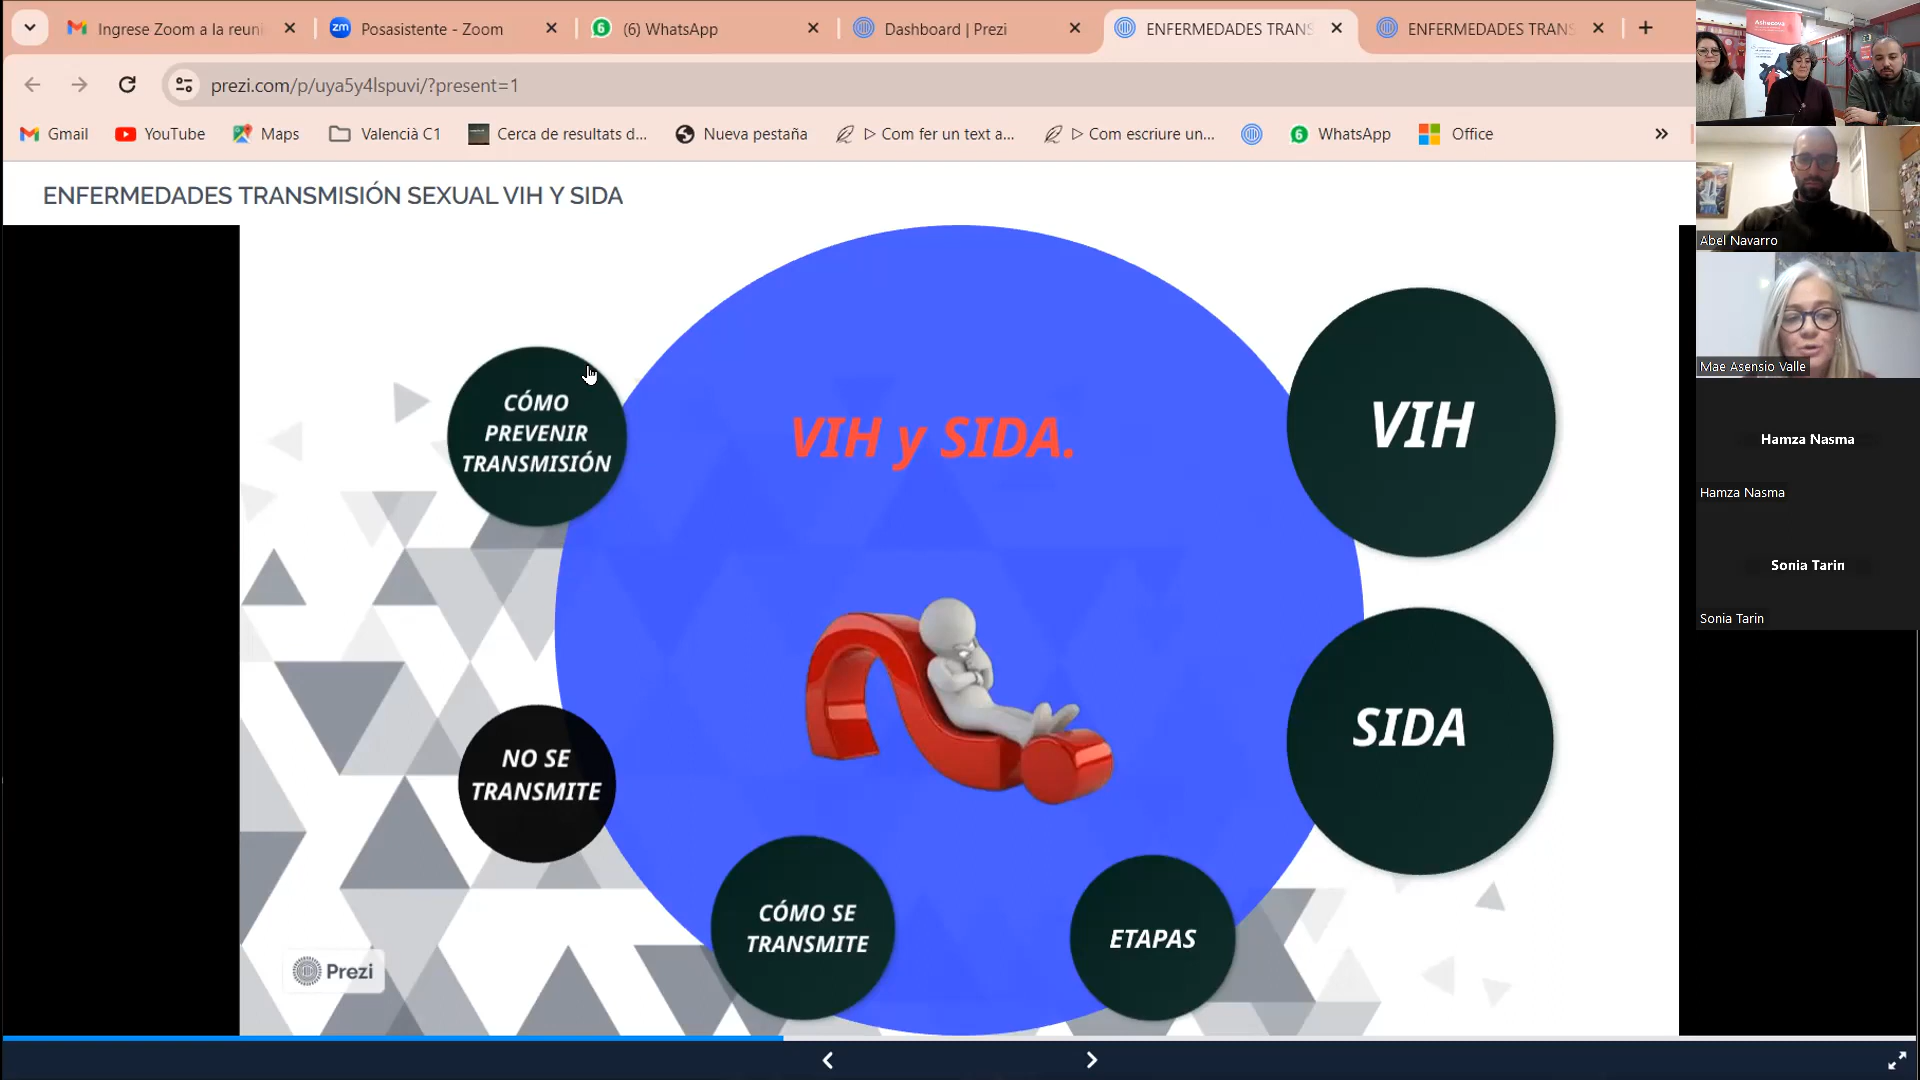 Ingrese Zoom a la reuni
Posasistente - Zoom
(6) WhatsApp
Dashboard | Prezi
ENFERMEDADES TRANS
ENFERMEDADES TRANS
prezi.com/p/uya5y4lspuvi/?present=1
Gmail
YouTube
Maps
Valencià C1
Cerca de resultats d...
Nueva pestaña
▷ Com fer un text a...
▷ Com escriure un...
WhatsApp
Office
ENFERMEDADES TRANSMISIÓN SEXUAL VIH Y SIDA
CÓMO
PREVENIR
TRANSMISIÓN
VIH y SIDA.
VIH
SIDA
NO SE
TRANSMITE
CÓMO SE
TRANSMITE
ETAPAS
Prezi
Abel Navarro
Mae Asensio Valle
Hamza Nasma
Hamza Nasma
Sonia Tarin
Sonia Tarin